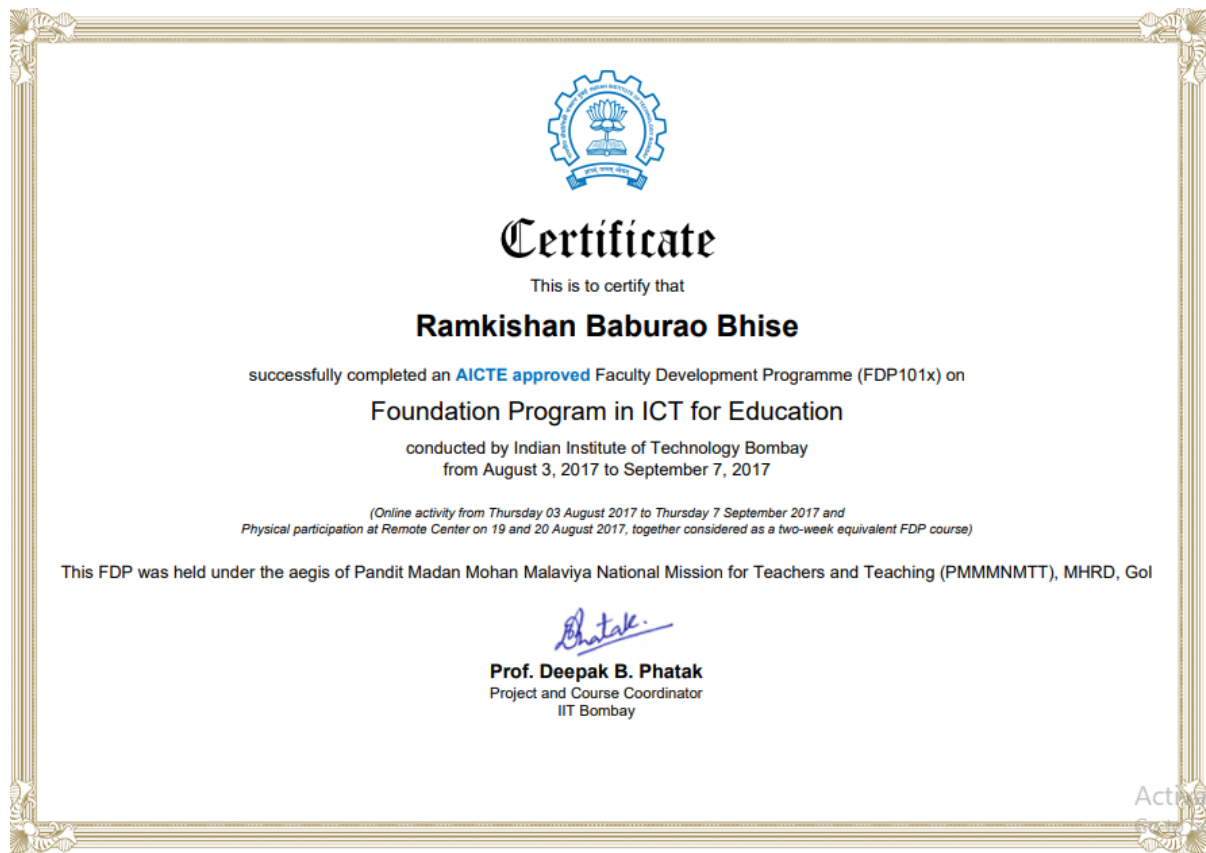 INDIAN INSTITUTE OF TECHNOLOGY BOMBAY
Certificate
This is to certify that
Ramkishan Baburao Bhise
successfully completed an AICTE approved Faculty Development Programme (FDP101x) on
Foundation Program in ICT for Education
conducted by Indian Institute of Technology Bombay
from August 3, 2017 to September 7, 2017
(Online activity from Thursday 03 August 2017 to Thursday 7 September 2017 and
Physical participation at Remote Center on 19 and 20 August 2017, together considered as a two-week equivalent FDP course)
This FDP was held under the aegis of Pandit Madan Mohan Malaviya National Mission for Teachers and Teaching (PMMMNMTT), MHRD, GoI
Phatak.
Prof. Deepak B. Phatak
Project and Course Coordinator
IIT Bombay